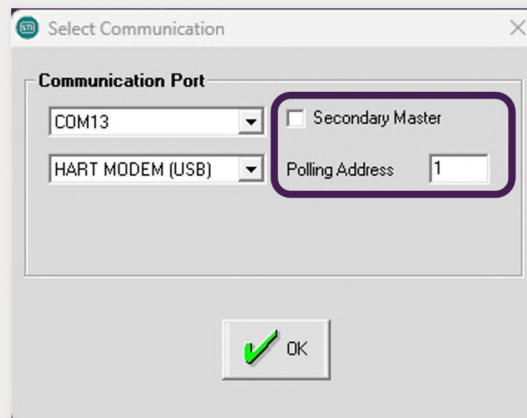 Select Communication
Communication Port
COM13
Secondary Master
HART MODEM (USB)
Polling Address 1
OK